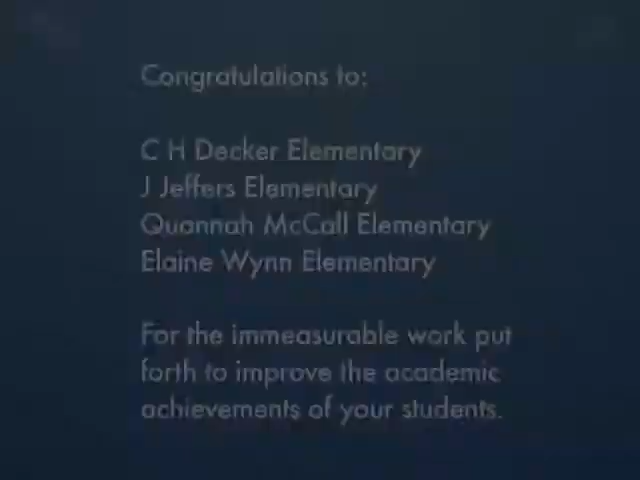 Congratulations to:
C H Decker Elementary
J Jeffers Elementary
Quannah McCall Elementary
Elaine Wynn Elementary
For the immeasurable work put
forth to improve the academic
achievements of your students.